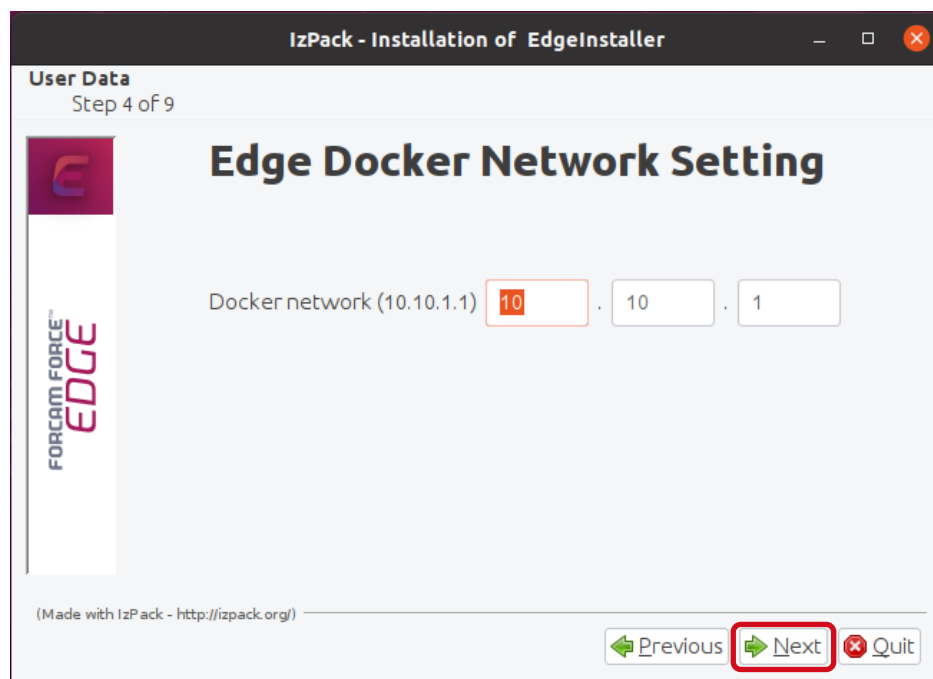 IzPack - Installation of EdgeInstaller
User Data
Step 4 of 9
E
Edge Docker Network Setting
Docker network (10.10.1.1) 10 . 10 . 1
FORCAM FORCE™
EDGE
(Made with IzPack - http://izpack.org/)
Previous Next Quit